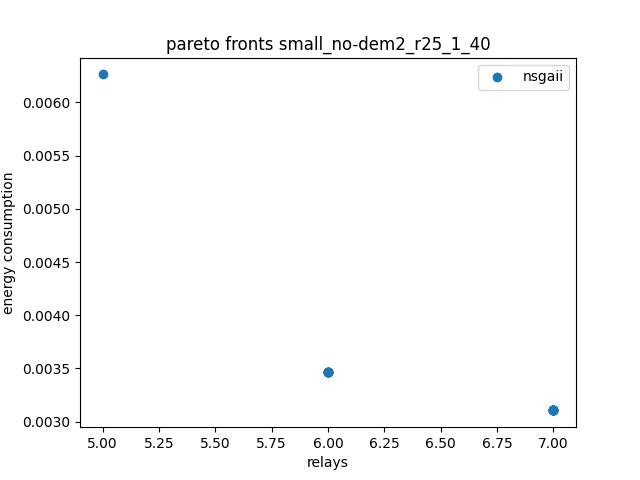 pareto fronts small_no-dem2_r25_1_40
nsgaii
0.0060
0.0055
0.0050
0.0045
0.0040
0.0035
0.0030
energy consumption
5.00 5.25 5.50 5.75 6.00 6.25 6.50 6.75 7.00
relays